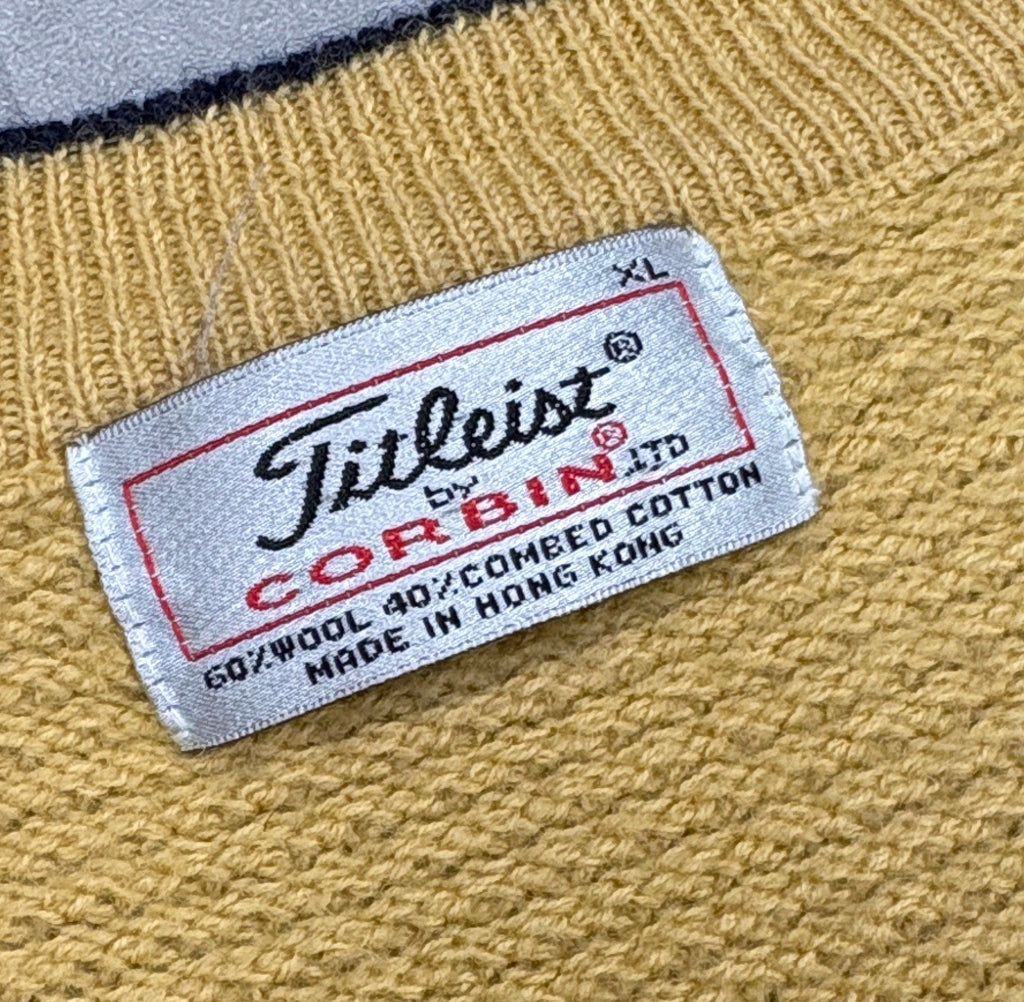 XL
Titleist®
by
CORBIN® LTD
60%WOOL 40%COMBED COTTON
MADE IN HONG KONG